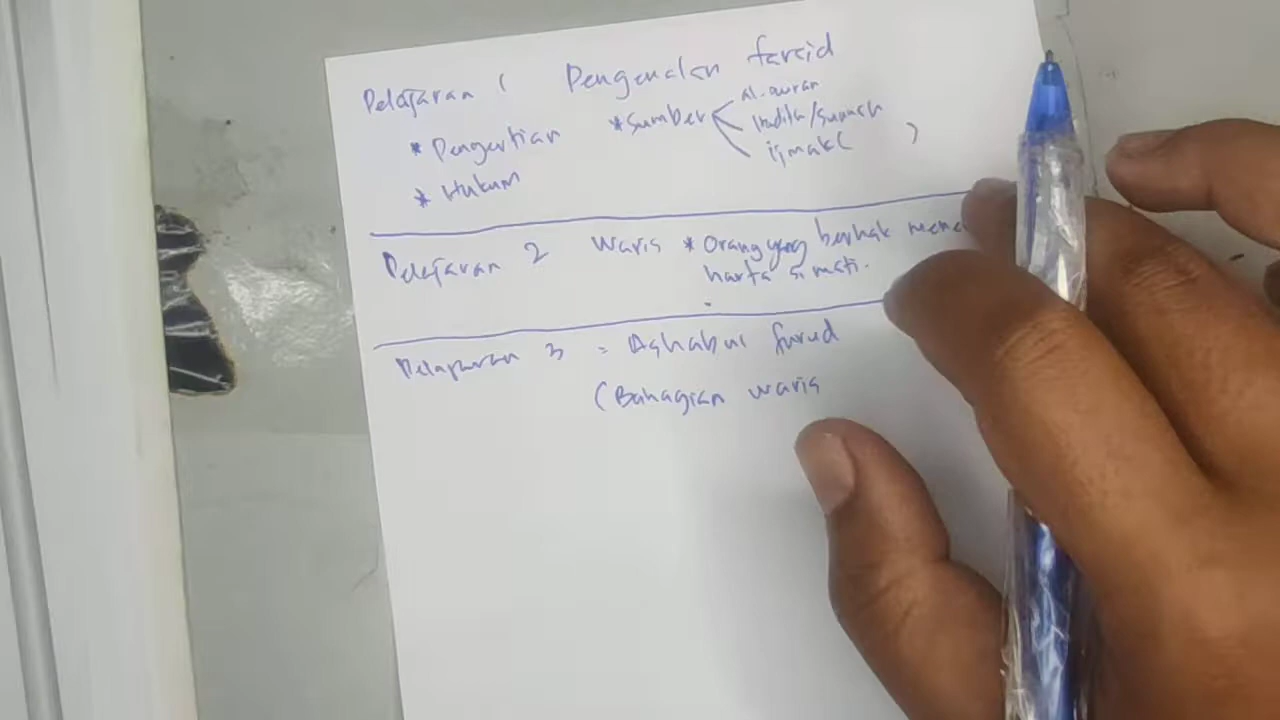 Pelajaran 1 Pengenalan faraid
* Pengertian
* Hukum
* Sumber
Al-quran
hadits/sunnah
ijmak ( )
Pelajaran 2 Waris * Orang yang berhak mene
harta si mati.
Pelajaran 3 = Ashabul furud
(Bahagian waris